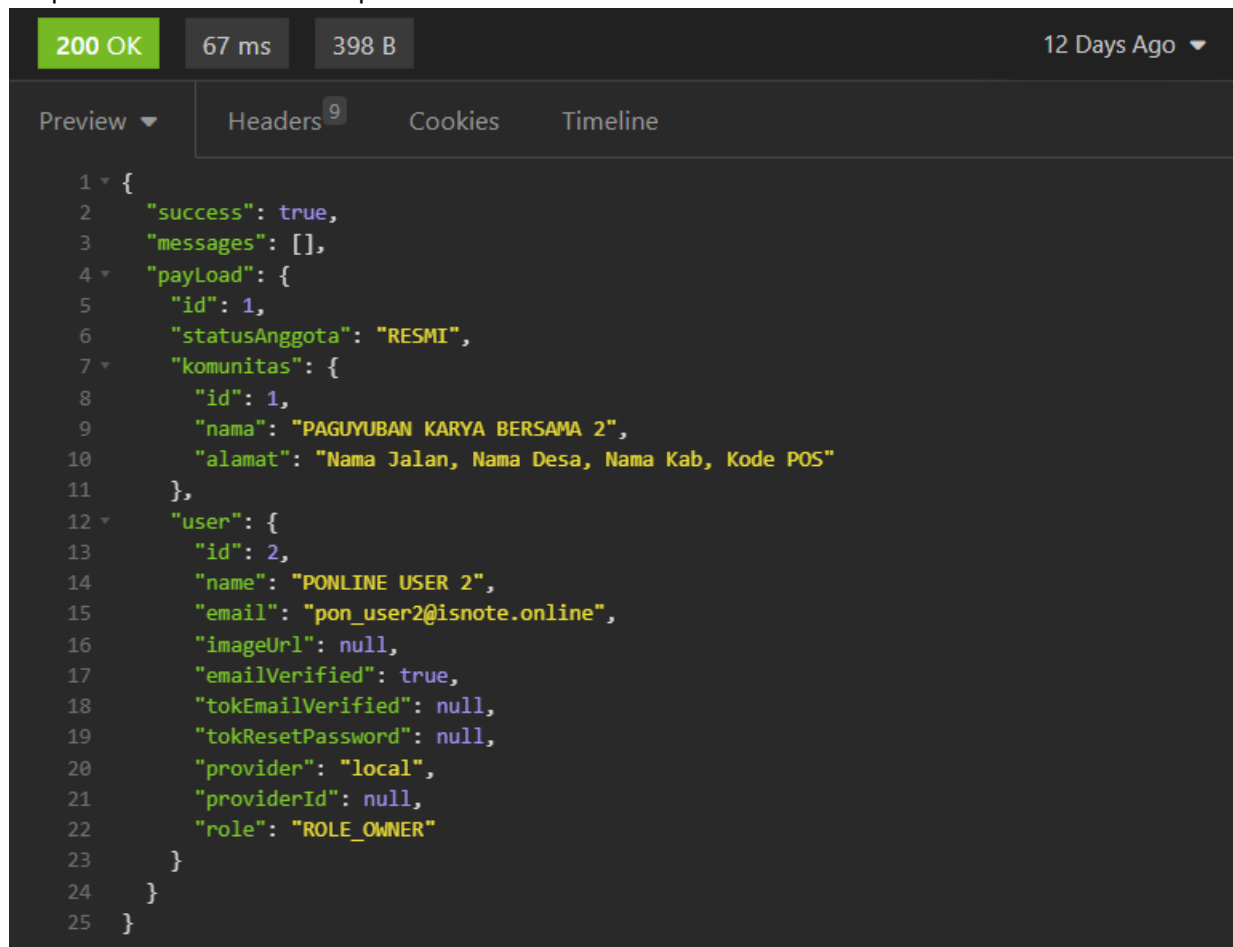 200 OK 67 ms 398 B 12 Days Ago
Preview Headers 9 Cookies Timeline
1 {
2 "success": true,
3 "messages": [],
4 "payLoad": {
5 "id": 1,
6 "statusAnggota": "RESMI",
7 "komunitas": {
8 "id": 1,
9 "nama": "PAGUYUBAN KARYA BERSAMA 2",
10 "alamat": "Nama Jalan, Nama Desa, Nama Kab, Kode POS"
11 },
12 "user": {
13 "id": 2,
14 "name": "PONLINE USER 2",
15 "email": "pon_user2@isnote.online",
16 "imageUrl": null,
17 "emailVerified": true,
18 "tokEmailVerified": null,
19 "tokResetPassword": null,
20 "provider": "local",
21 "providerId": null,
22 "role": "ROLE_OWNER"
23 }
24 }
25 }